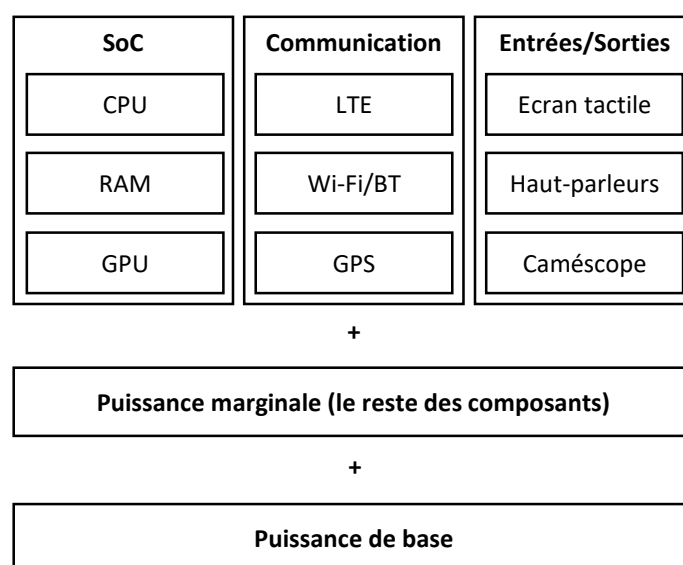 SoC
CPU
RAM
GPU
Communication
LTE
Wi-Fi/BT
GPS
Entrées/Sorties
Ecran tactile
Haut-parleurs
Caméscope
+
Puissance marginale (le reste des composants)
+
Puissance de base